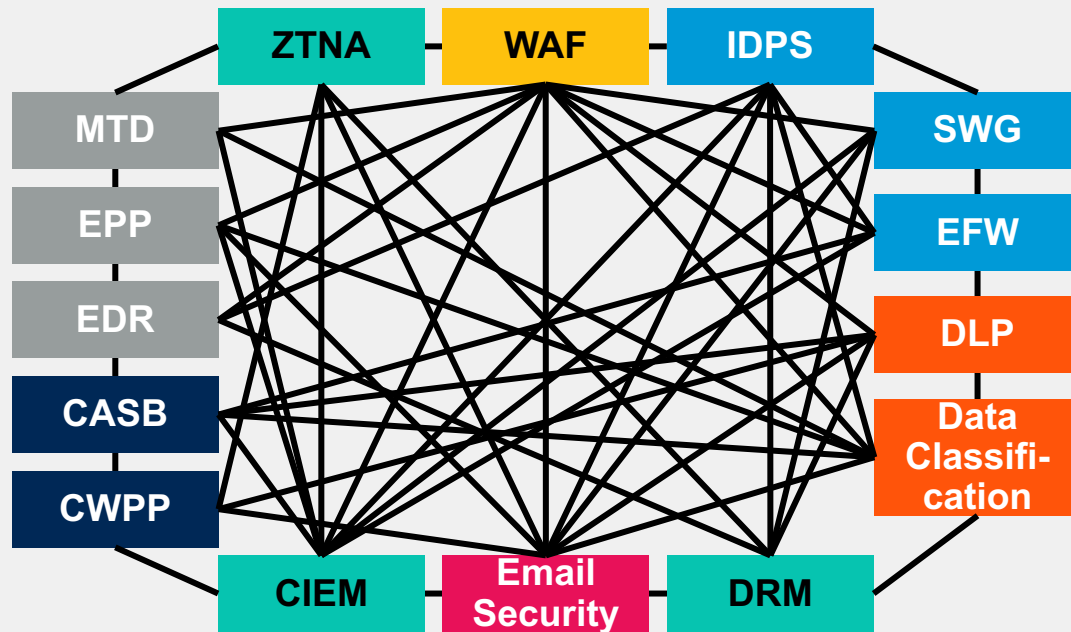 ZTNA
WAF
IDPS
MTD
SWG
EPP
EFW
EDR
DLP
CASB
Data
Classifi-
cation
CWPP
CIEM
Email
Security
DRM